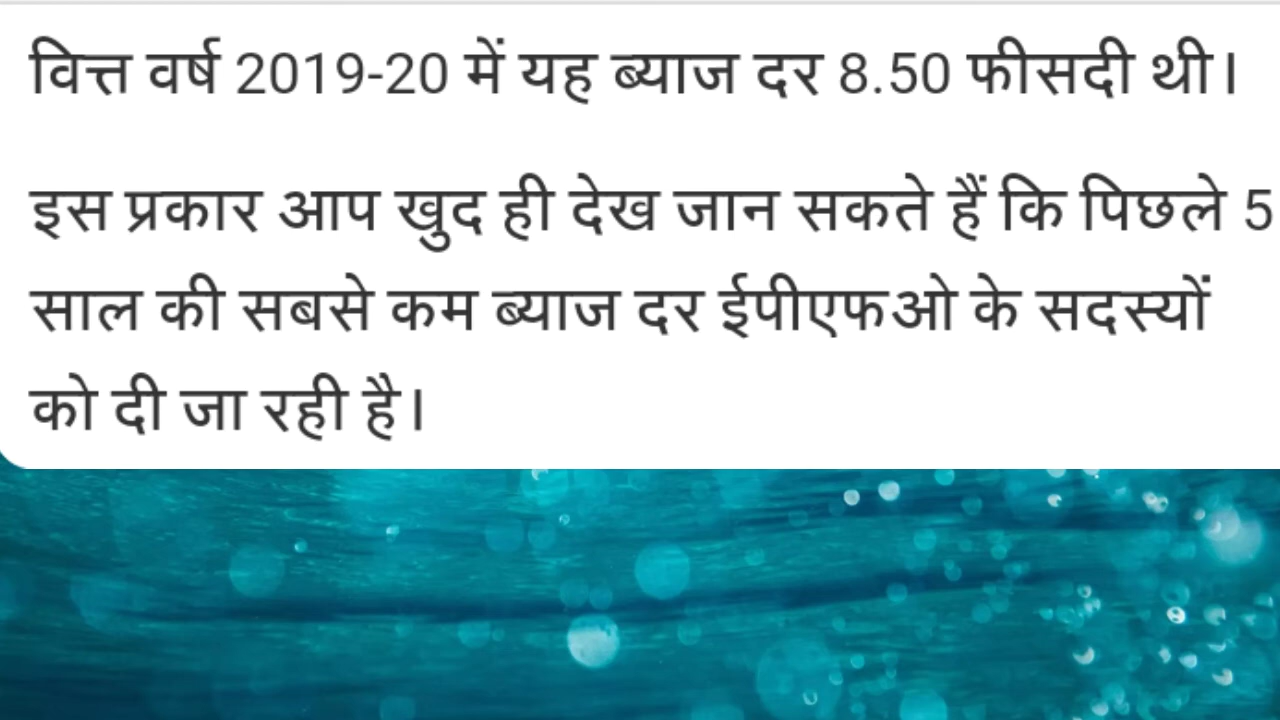 वित्त वर्ष 2019-20 में यह ब्याज दर 8.50 फीसदी थी।
इस प्रकार आप खुद ही देख जान सकते हैं कि पिछले 5
साल की सबसे कम ब्याज दर ईपीएफओ के सदस्यों
को दी जा रही है।